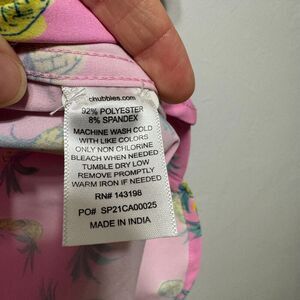 chubbies.com
92% POLYESTER
8% SPANDEX
MACHINE WASH COLD
WITH LIKE COLORS
ONLY NON CHLORINE
BLEACH WHEN NEEDED
TUMBLE DRY LOW
REMOVE PROMPTLY
WARM IRON IF NEEDED
RN# 143198
PO# SP21CA00025
MADE IN INDIA